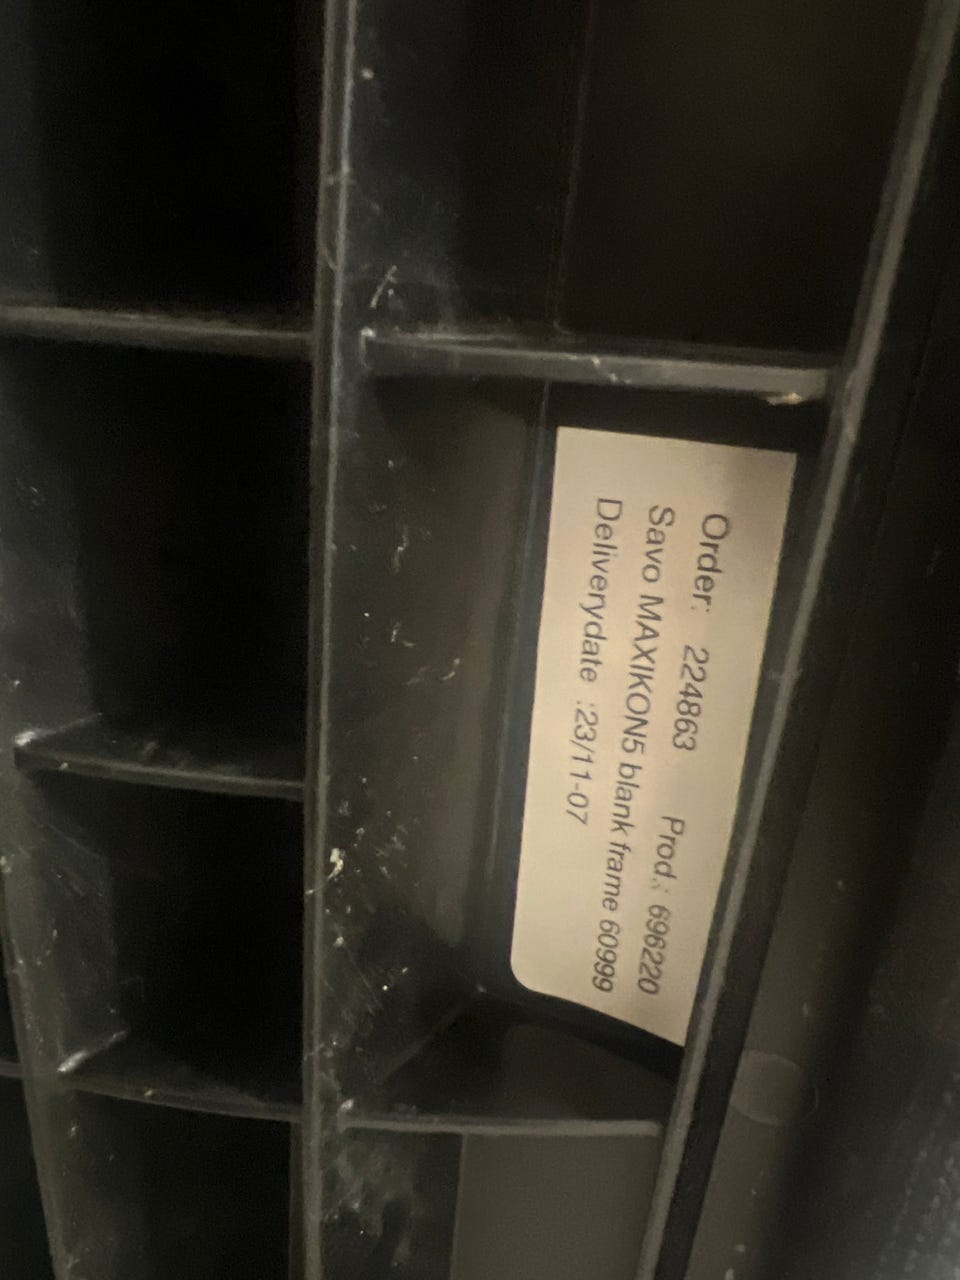 Order: 224863 Prod.: 696220
Savo MAXIKON5 blank frame 60999
Deliverydate :23/11-07